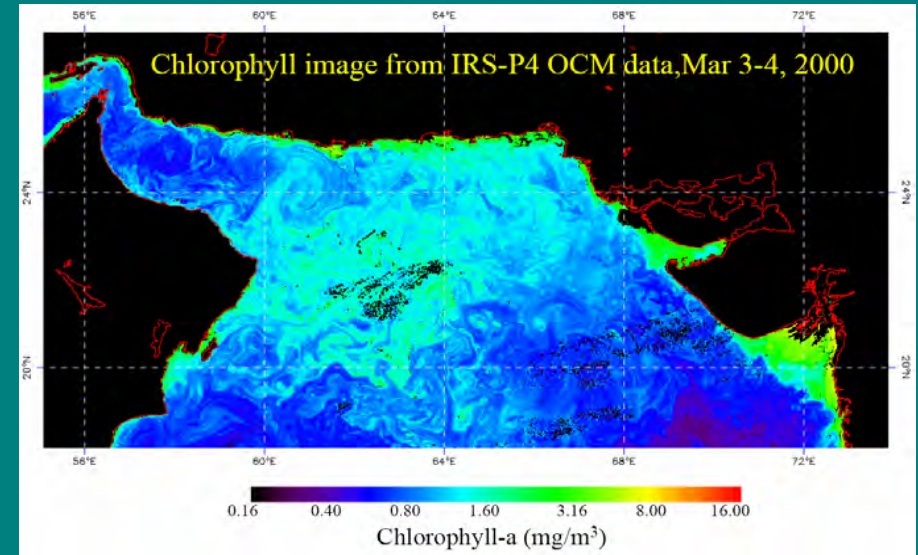 56°E 60°E 64°E 68°E 72°E
Chlorophyll image from IRS-P4 OCM data,Mar 3-4, 2000
24°N 24°N
20°N 20°N
56°E 60°E 64°E 68°E 72°E
0.16 0.40 0.80 1.60 3.16 8.00 16.00
Chlorophyll-a (mg/m³)